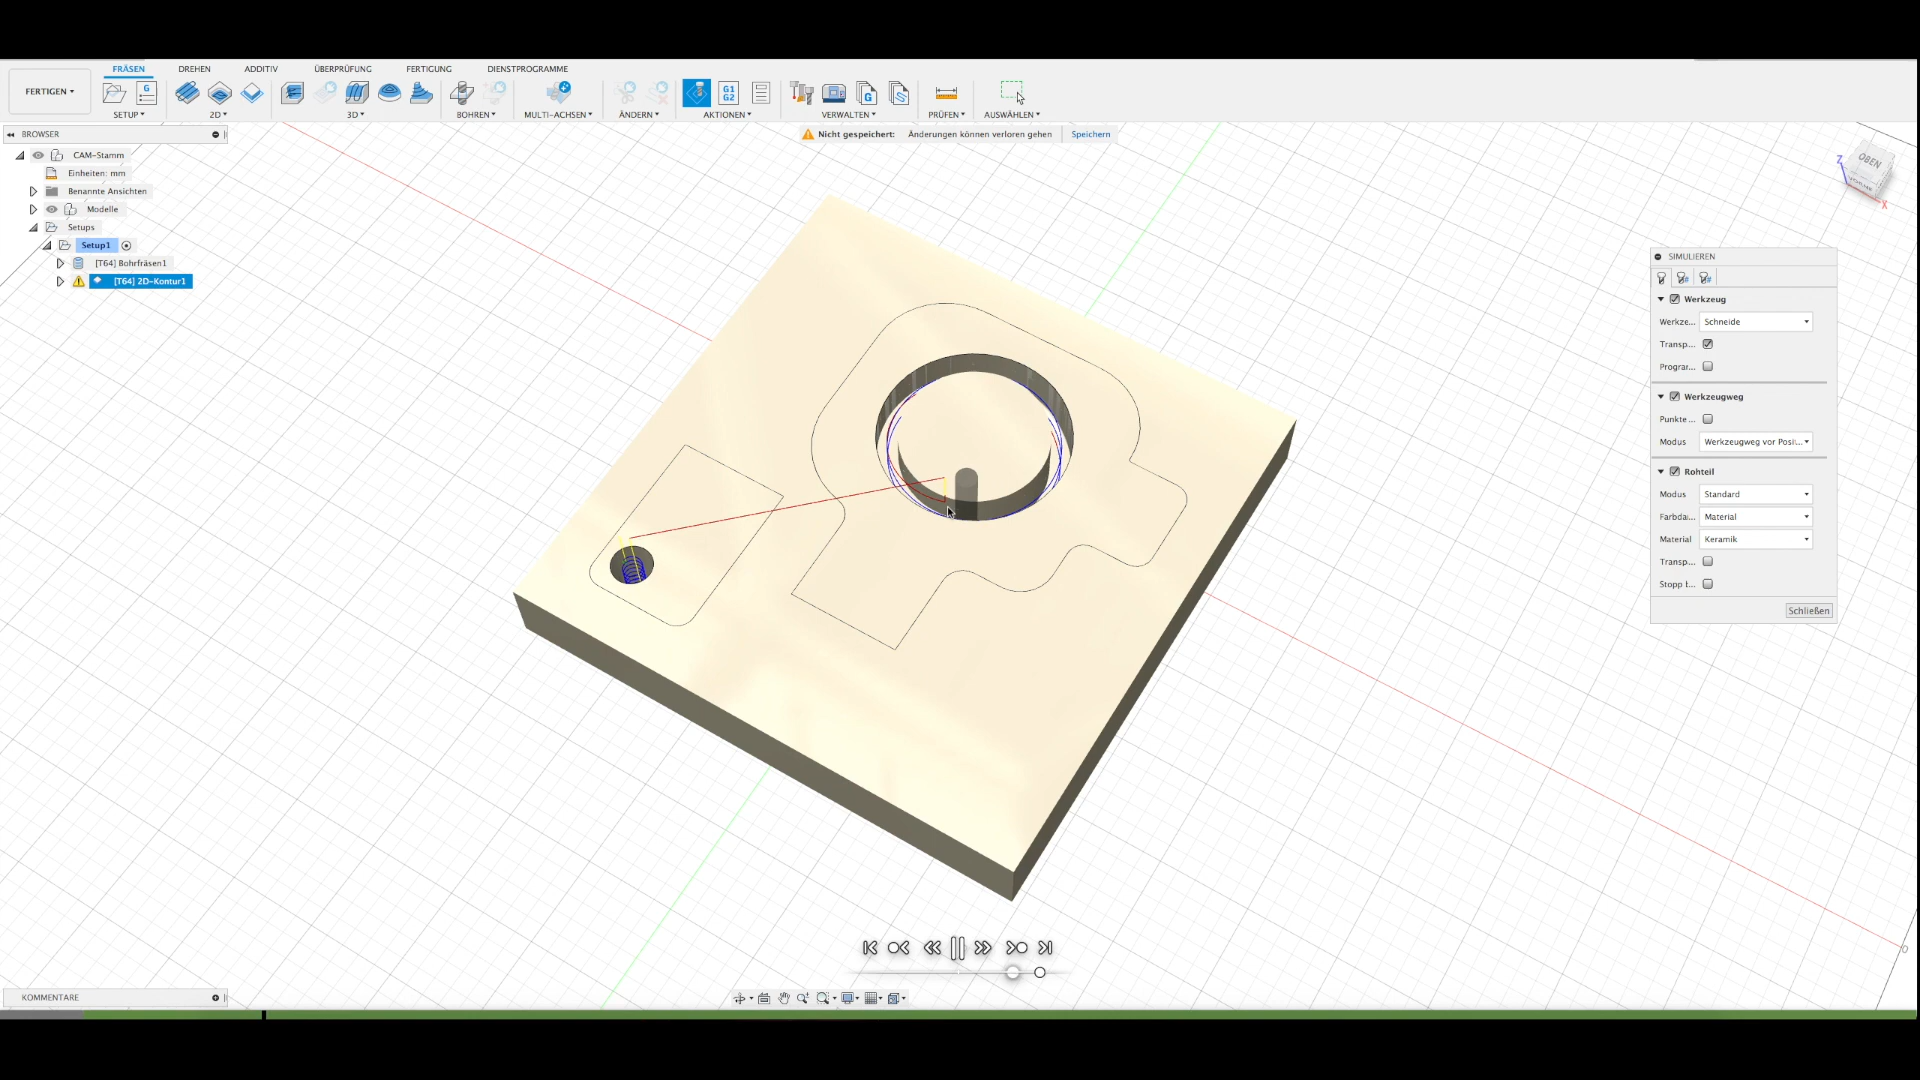 FRÄSEN DREHEN ADDITIV ÜBERPRÜFUNG FERTIGUNG DIENSTPROGRAMME
FERTIGEN
G G1 G2 G
SETUP 2D 3D BOHREN MULTI-ACHSEN ÄNDERN AKTIONEN VERWALTEN PRÜFEN AUSWÄHLEN
BROWSER
Nicht gespeichert: Änderungen können verloren gehen Speichern
CAM-Stamm
Einheiten: mm
Benannte Ansichten
Modelle
Setups
Setup1
[T64] Bohrfräsen1
[T64] 2D-Kontur1
Z
OBEN
X
SIMULIEREN
Werkzeug
Werkze... Schneide
Transp...
Prograr...
Werkzeugweg
Punkte ...
Modus Werkzeugweg vor Posi...
Rohteil
Modus Standard
Farbdai... Material
Material Keramik
Transp...
Stopp t...
Schließen
KOMMENTARE